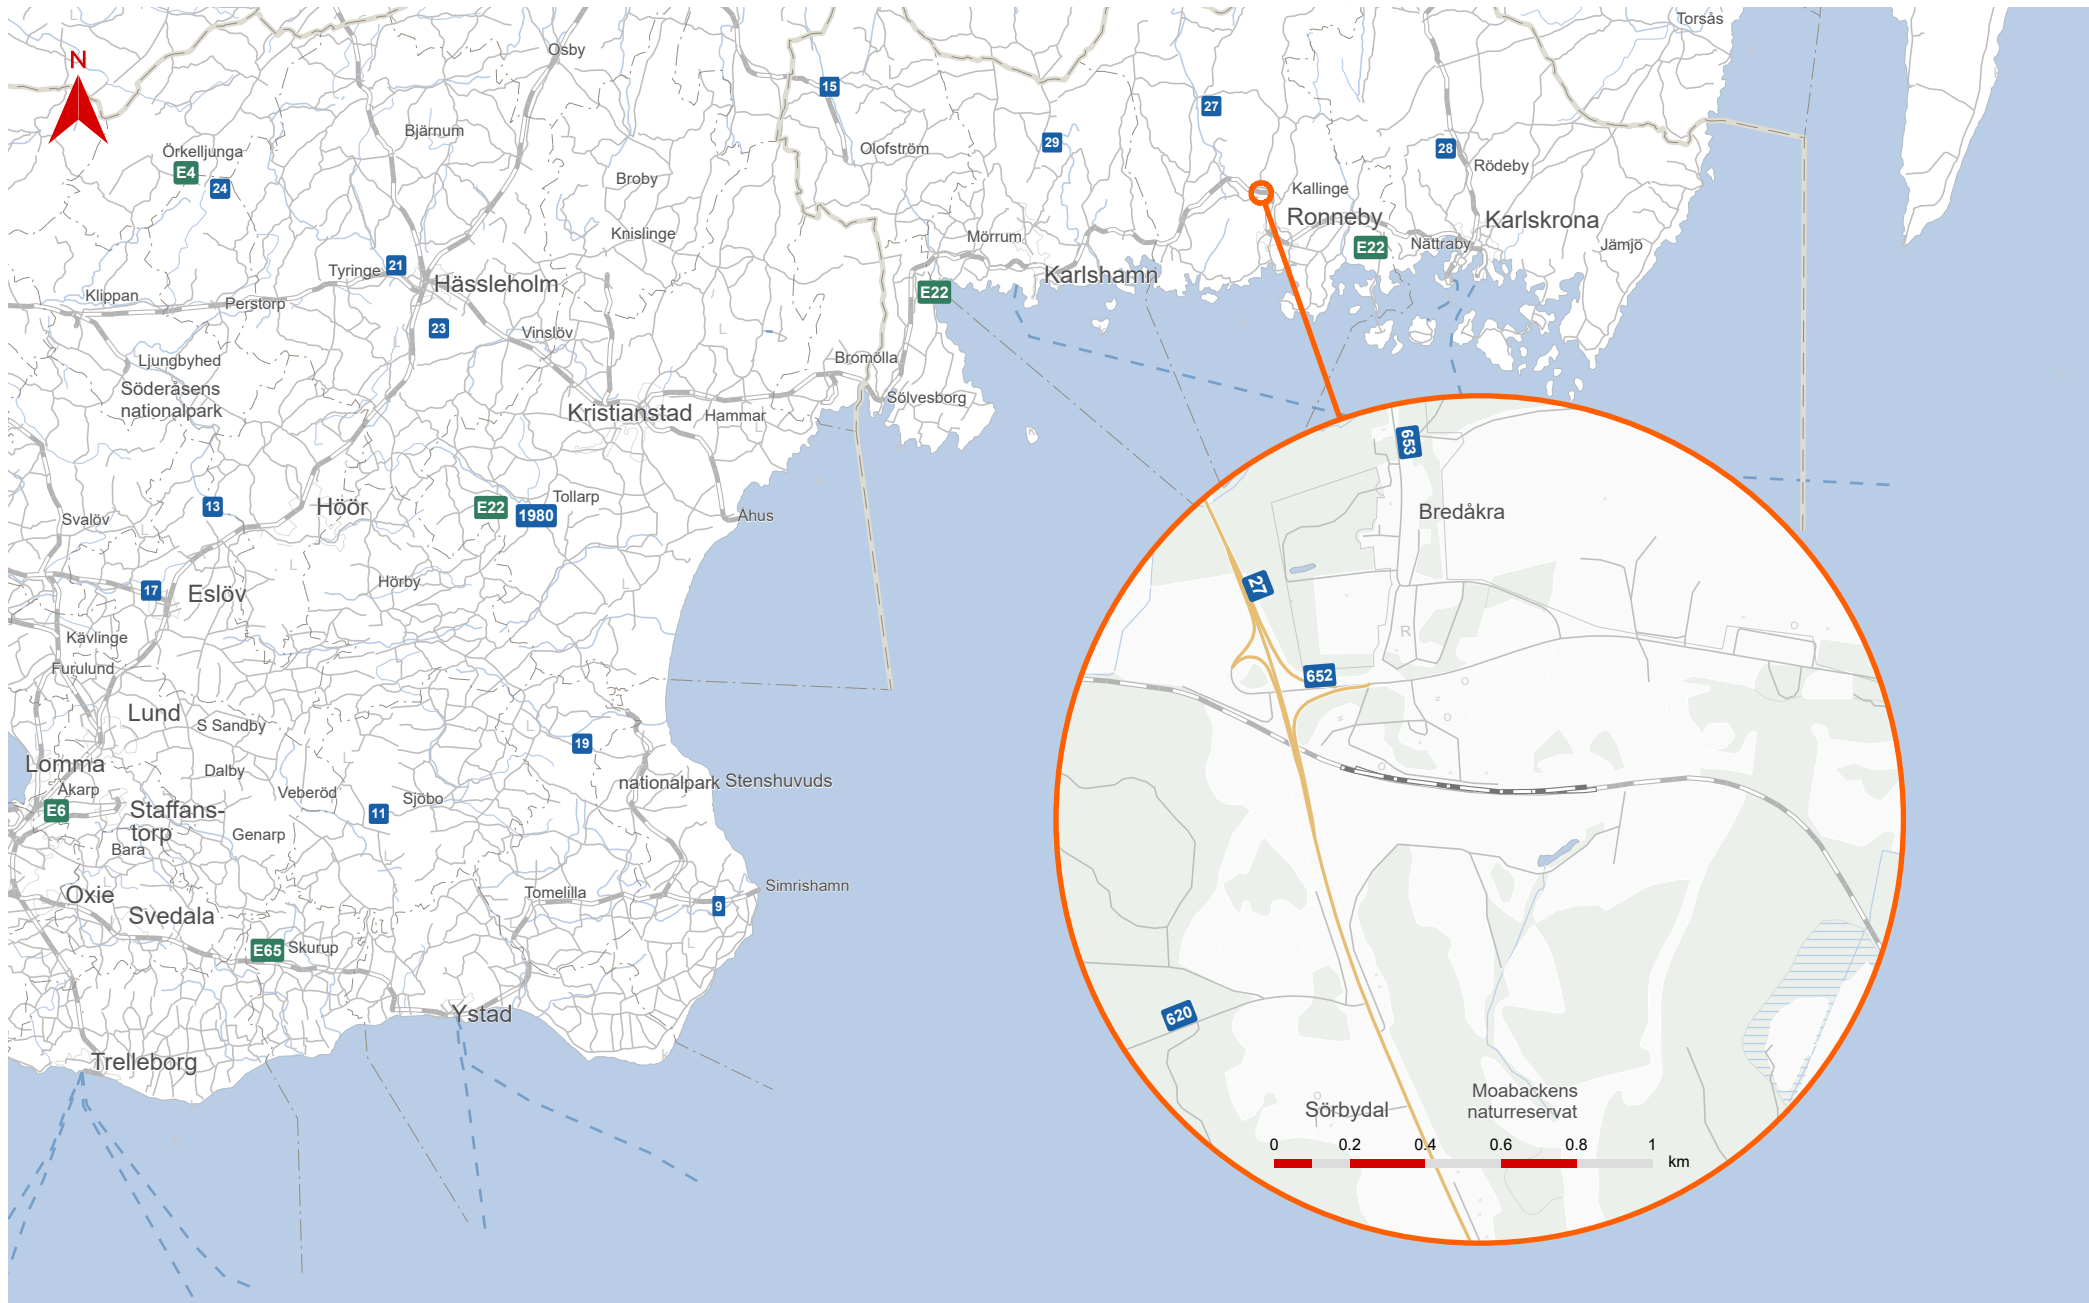 Torsås
Osby
N
15
27
29
Bjärnum
28
Olofström
Örkelljunga
E4
24
Rödeby
Broby
Kallinge
Ronneby
Karlskrona
Knislinge
Mörrum
Nättraby
Jämjö
E22
21
Tyringe
Karlshamn
Hässleholm
E22
Klippan
Perstorp
23
Vinslöv
Ljungbyhed
Bromölla
Söderåsens
nationalpark
Sölvesborg
Kristianstad
Hammar
653
Tollarp
13
Höör
E22
1980
Åhus
Bredåkra
Svalöv
Hörby
17
Eslöv
27
Kävlinge
R
Furulund
652
Lund
S Sandby
19
Lomma
Dalby
nationalpark Stenshuvuds
Åkarp
Veberöd
Sjöbo
E6
Staffans-
torp
11
Genarp
Bara
Oxie
Tomelilla
Simrishamn
9
Svedala
E65
Skurup
Ystad
620
Trelleborg
Moabackens
naturreservat
Sörbydal
0 0.2 0.4 0.6 0.8 1
km